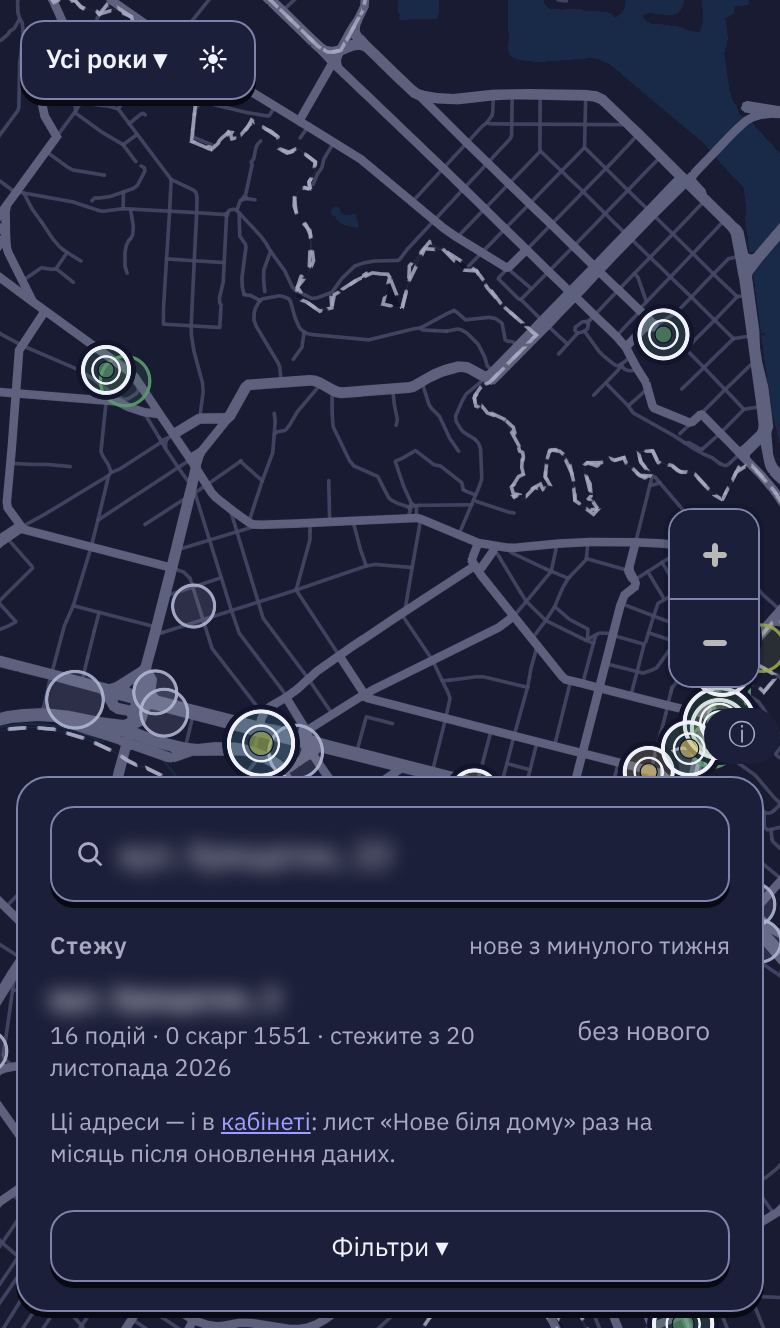 Усі роки ▾ ☀
+
−
ⓘ
Стежу
нове з минулого тижня
16 подій · 0 скарг 1551 · стежите з 20
листопада 2026
без нового
Ці адреси — і в кабінеті: лист «Нове біля дому» раз на
місяць після оновлення даних.
Фільтри ▾